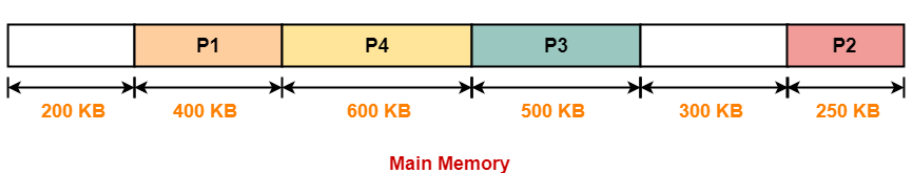 P1 P4 P3 P2
200 KB 400 KB 600 KB 500 KB 300 KB 250 KB
Main Memory